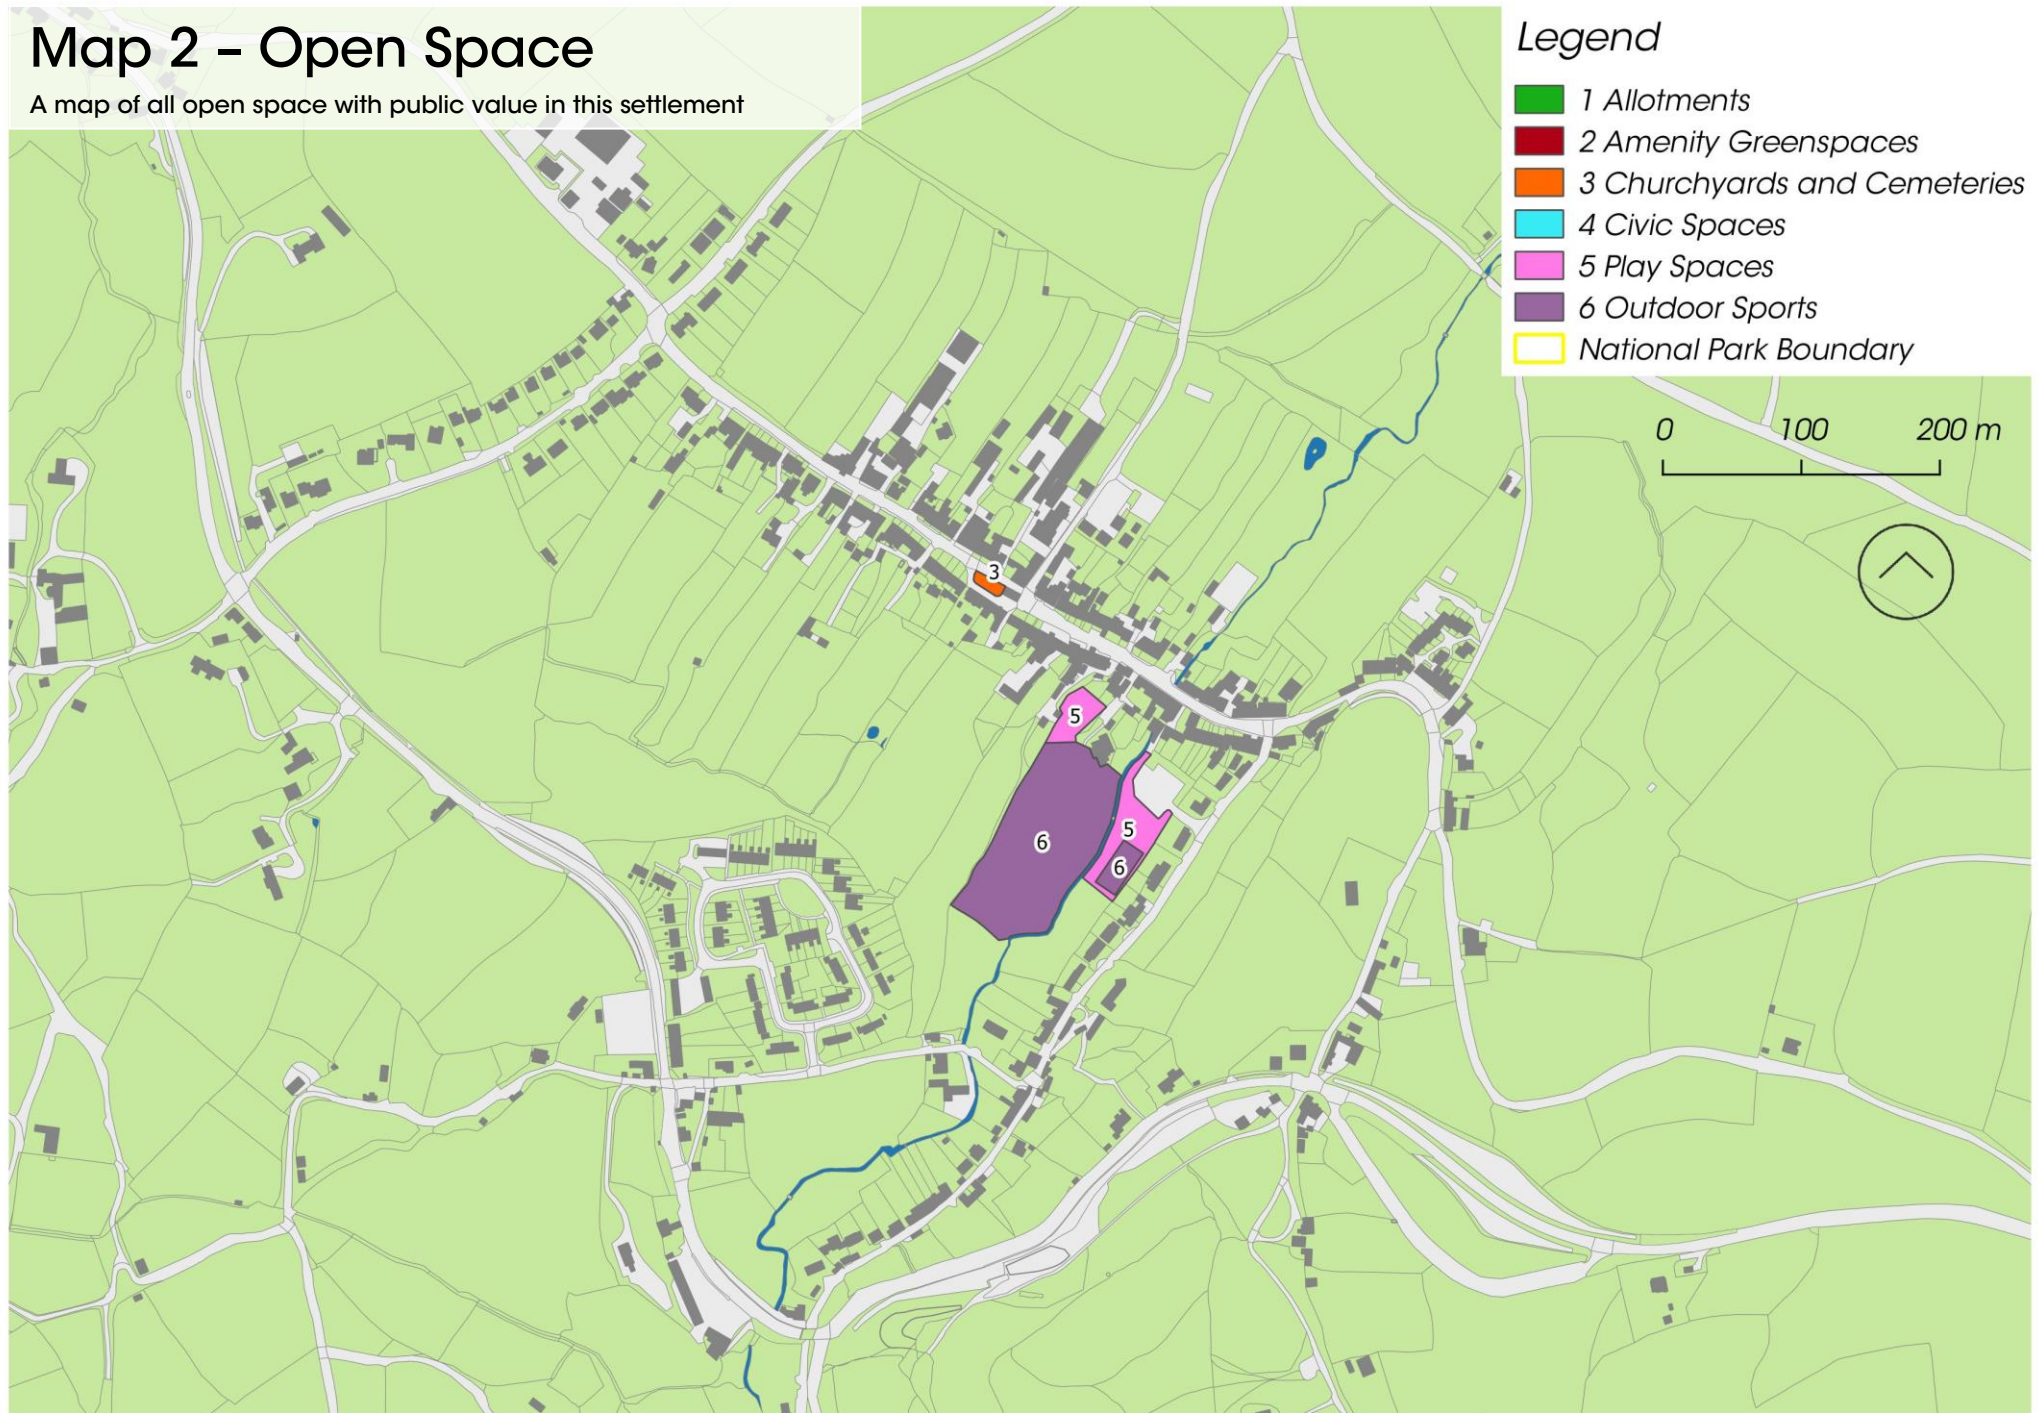 Map 2 – Open Space
A map of all open space with public value in this settlement
Legend
1 Allotments
2 Amenity Greenspaces
3 Churchyards and Cemeteries
4 Civic Spaces
5 Play Spaces
6 Outdoor Sports
National Park Boundary
0 100 200 m
3
5
5
6
6